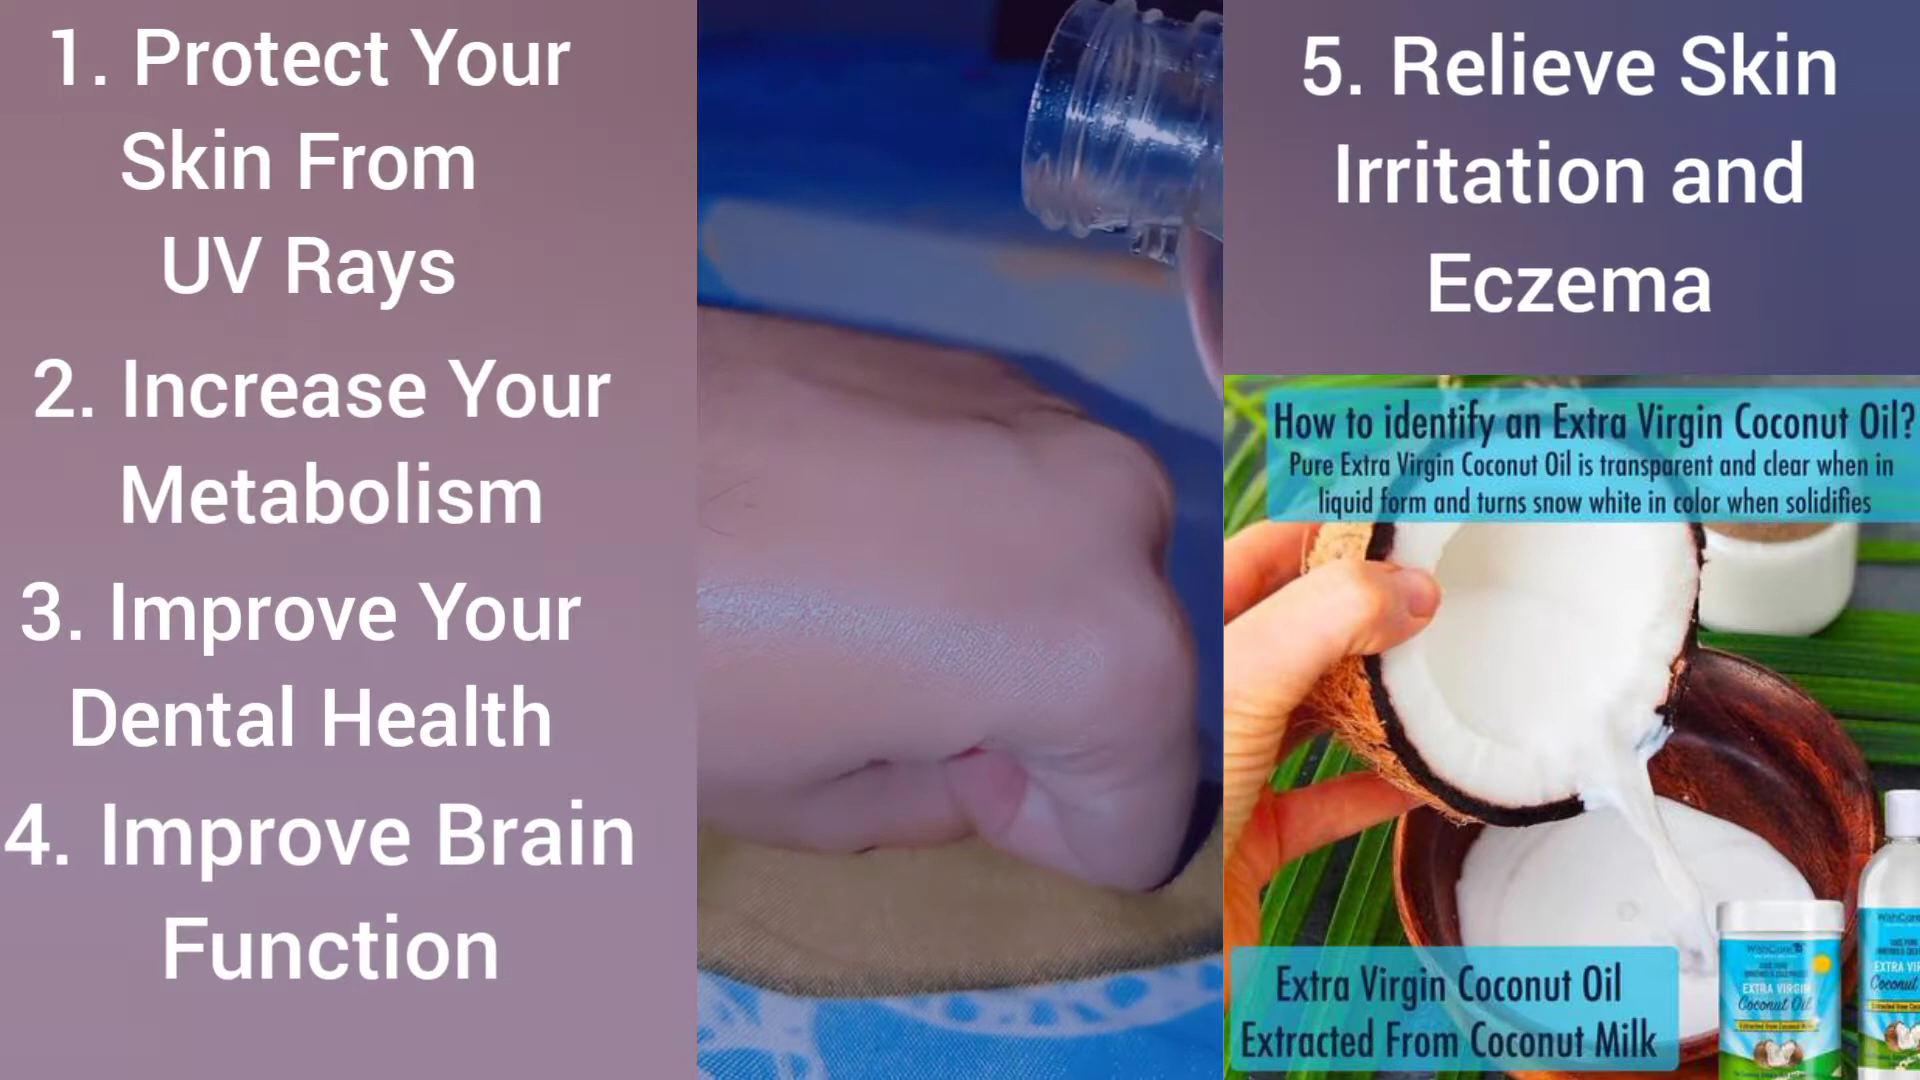 1. Protect Your
Skin From
UV Rays
2. Increase Your
Metabolism
3. Improve Your
Dental Health
4. Improve Brain
Function
5. Relieve Skin
Irritation and
Eczema
How to identify an Extra Virgin Coconut Oil?
Pure Extra Virgin Coconut Oil is transparent and clear when in
liquid form and turns snow white in color when solidifies
Extra Virgin Coconut Oil
Extracted From Coconut Milk
WishCare
EXTRA VIRGIN
Coconut Oil
WishCare
Coconut